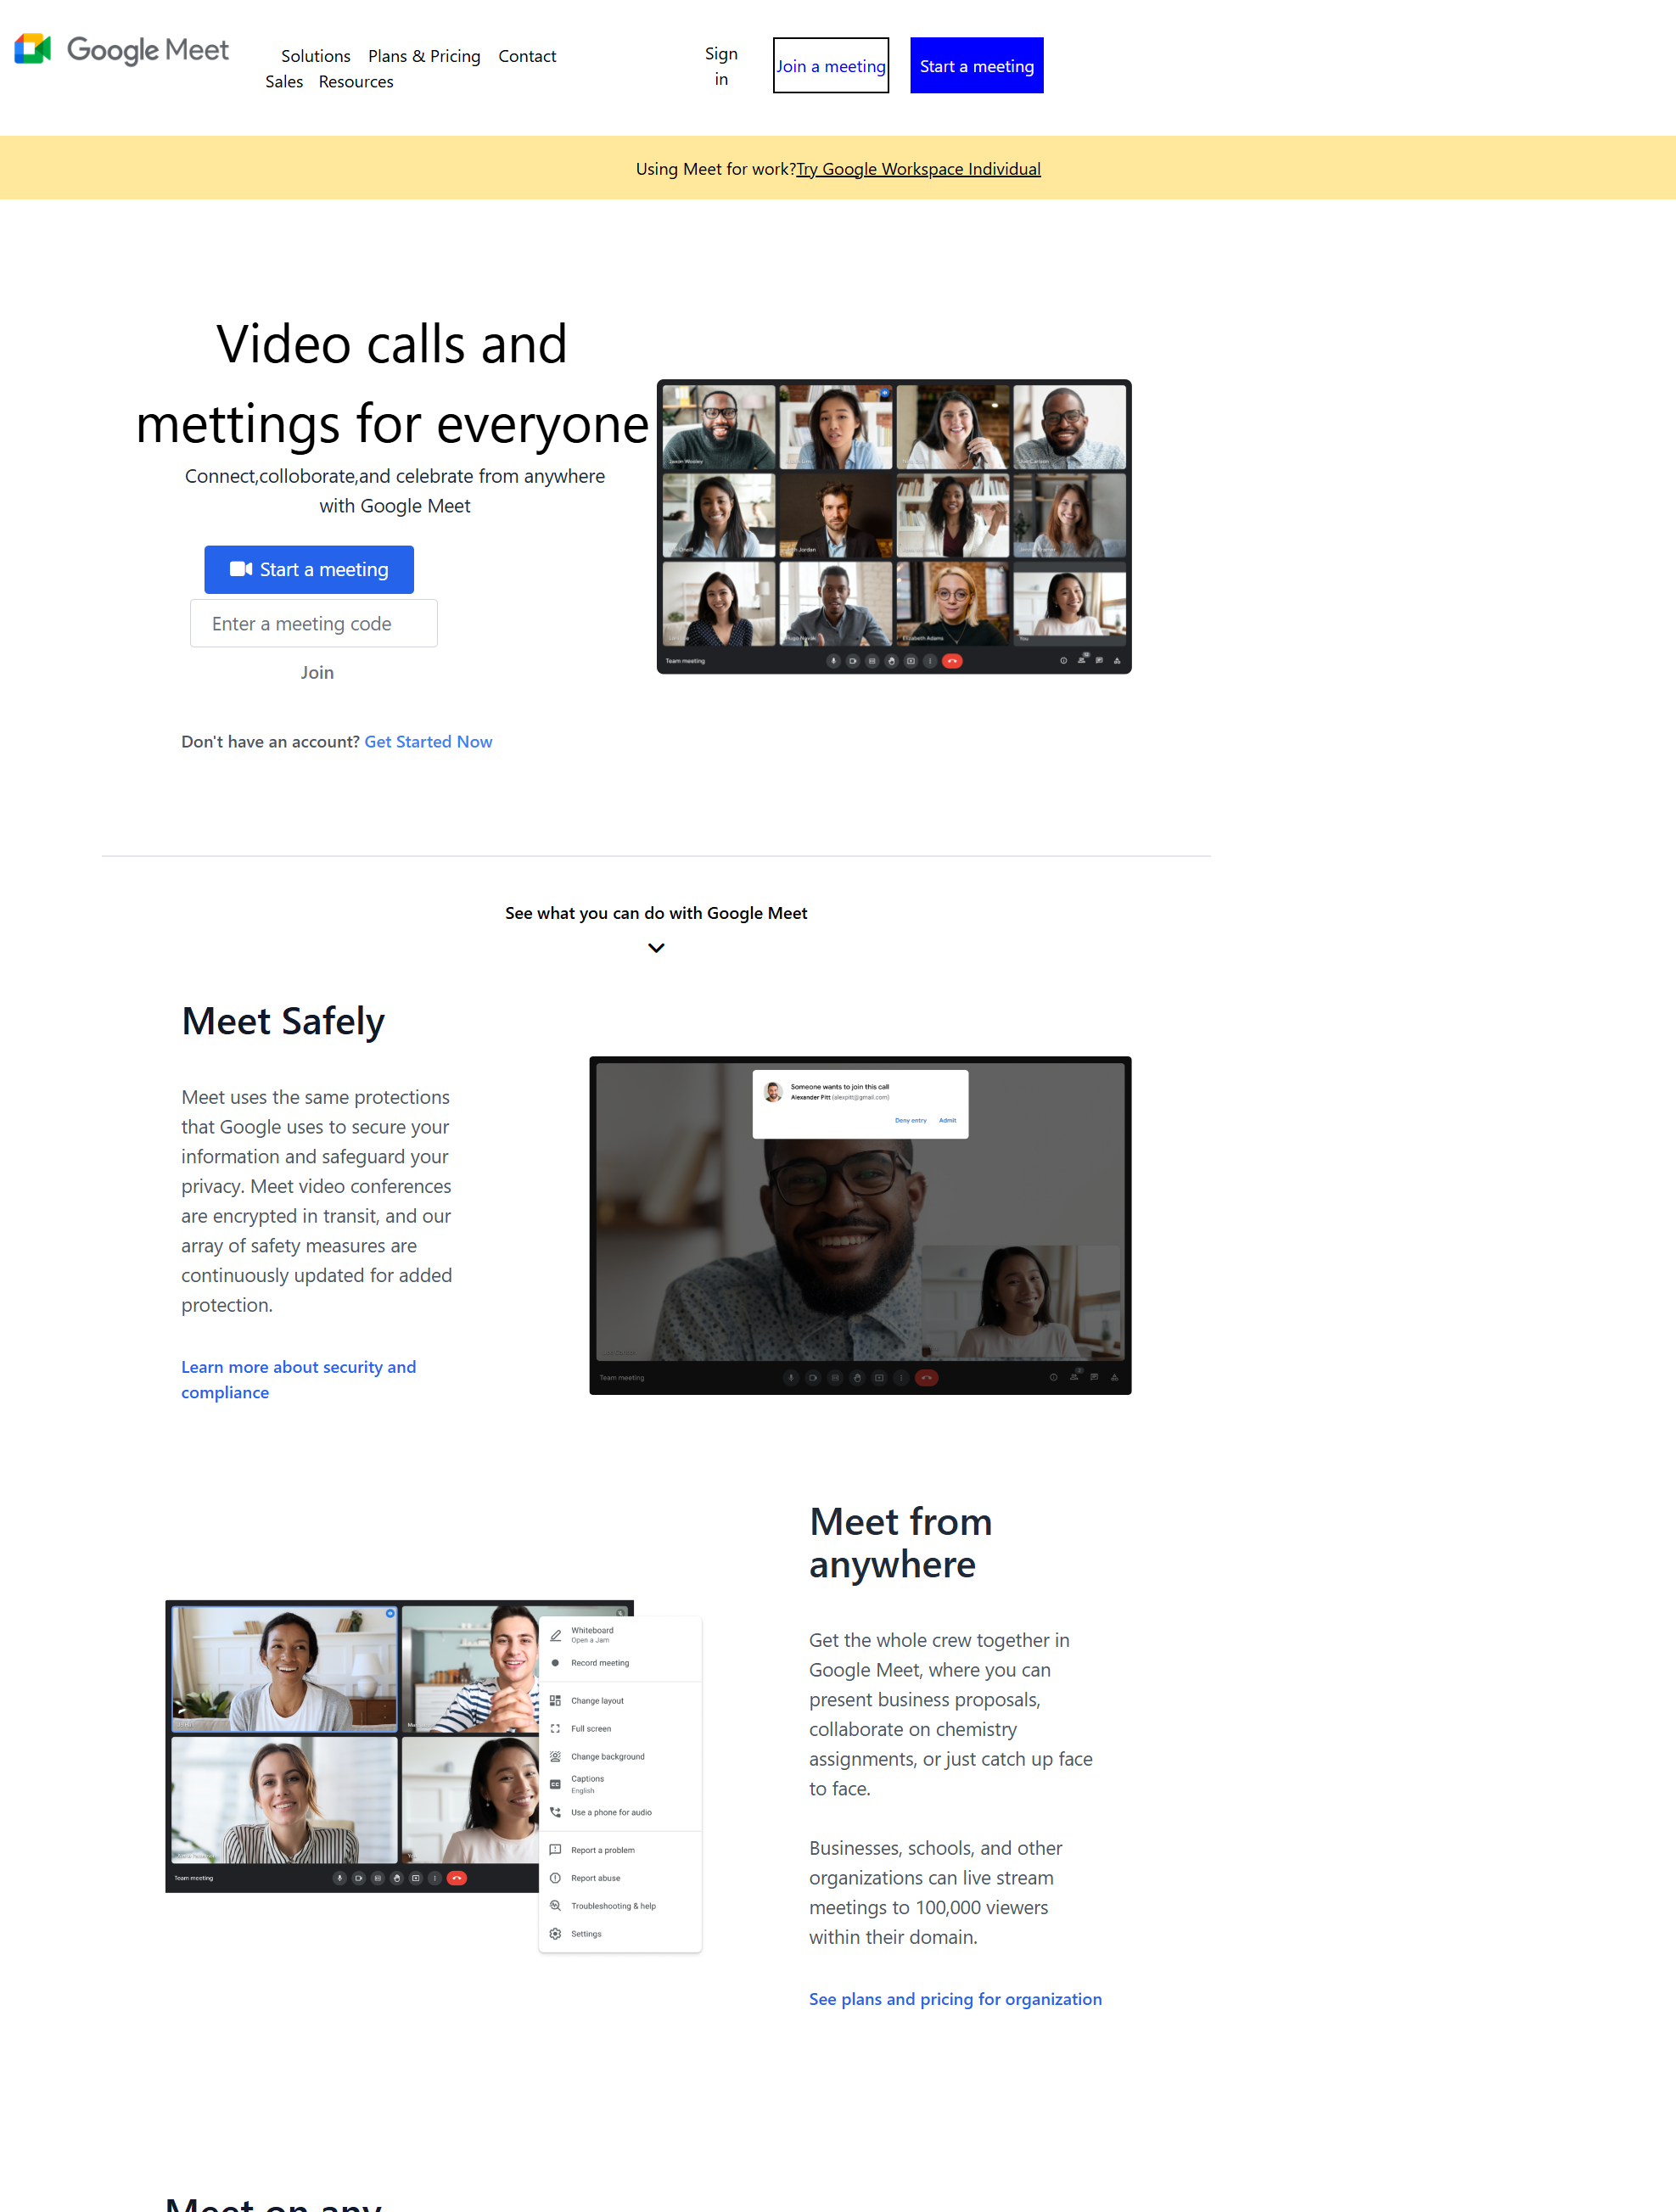 Google Meet
Solutions Plans & Pricing Contact
Sales Resources
Sign
in
Join a meeting
Start a meeting
Using Meet for work?Try Google Workspace Individual
Video calls and
mettings for everyone
Connect,colloborate,and celebrate from anywhere
with Google Meet
Start a meeting
Enter a meeting code
Join
Don't have an account? Get Started Now
Jason Wooley
Elizabeth Adams
You
Team meeting
See what you can do with Google Meet
Meet Safely
Meet uses the same protections
that Google uses to secure your
information and safeguard your
privacy. Meet video conferences
are encrypted in transit, and our
array of safety measures are
continuously updated for added
protection.
Learn more about security and
compliance
Someone wants to join this call
Alexander Pitt (alexpitt@gmail.com)
Deny entry Admit
Team meeting
Meet from
anywhere
Get the whole crew together in
Google Meet, where you can
present business proposals,
collaborate on chemistry
assignments, or just catch up face
to face.
Businesses, schools, and other
organizations can live stream
meetings to 100,000 viewers
within their domain.
See plans and pricing for organization
Whiteboard
Open a Jam
Record meeting
Change layout
Full screen
Change background
Captions
English
Use a phone for audio
Report a problem
Report abuse
Troubleshooting & help
Settings
Team meeting
Meet on any